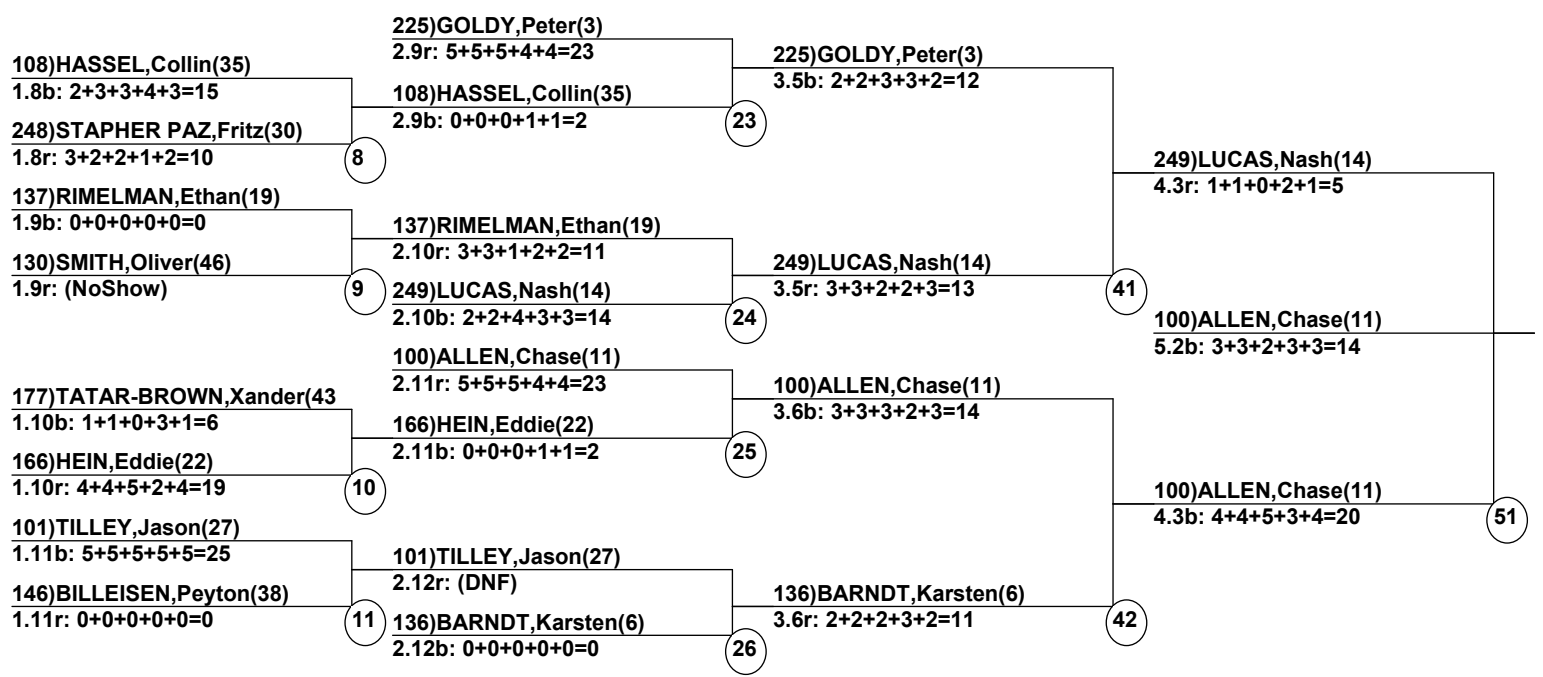 108)HASSEL,Collin(35)
1.8b: 2+3+3+4+3=15
248)STAPHER PAZ,Fritz(30)
1.8r: 3+2+2+1+2=10
8
137)RIMELMAN,Ethan(19)
1.9b: 0+0+0+0+0=0
130)SMITH,Oliver(46)
1.9r: (NoShow)
9
177)TATAR-BROWN,Xander(43
1.10b: 1+1+0+3+1=6
166)HEIN,Eddie(22)
1.10r: 4+4+5+2+4=19
10
101)TILLEY,Jason(27)
1.11b: 5+5+5+5+5=25
146)BILLEISEN,Peyton(38)
1.11r: 0+0+0+0+0=0
11
225)GOLDY,Peter(3)
2.9r: 5+5+5+4+4=23
108)HASSEL,Collin(35)
2.9b: 0+0+0+1+1=2
23
137)RIMELMAN,Ethan(19)
2.10r: 3+3+1+2+2=11
249)LUCAS,Nash(14)
2.10b: 2+2+4+3+3=14
24
100)ALLEN,Chase(11)
2.11r: 5+5+5+4+4=23
166)HEIN,Eddie(22)
2.11b: 0+0+0+1+1=2
25
101)TILLEY,Jason(27)
2.12r: (DNF)
136)BARNDT,Karsten(6)
2.12b: 0+0+0+0+0=0
26
225)GOLDY,Peter(3)
3.5b: 2+2+3+3+2=12
249)LUCAS,Nash(14)
3.5r: 3+3+2+2+3=13
41
100)ALLEN,Chase(11)
3.6b: 3+3+3+2+3=14
136)BARNDT,Karsten(6)
3.6r: 2+2+2+3+2=11
42
249)LUCAS,Nash(14)
4.3r: 1+1+0+2+1=5
100)ALLEN,Chase(11)
5.2b: 3+3+2+3+3=14
100)ALLEN,Chase(11)
4.3b: 4+4+5+3+4=20
51